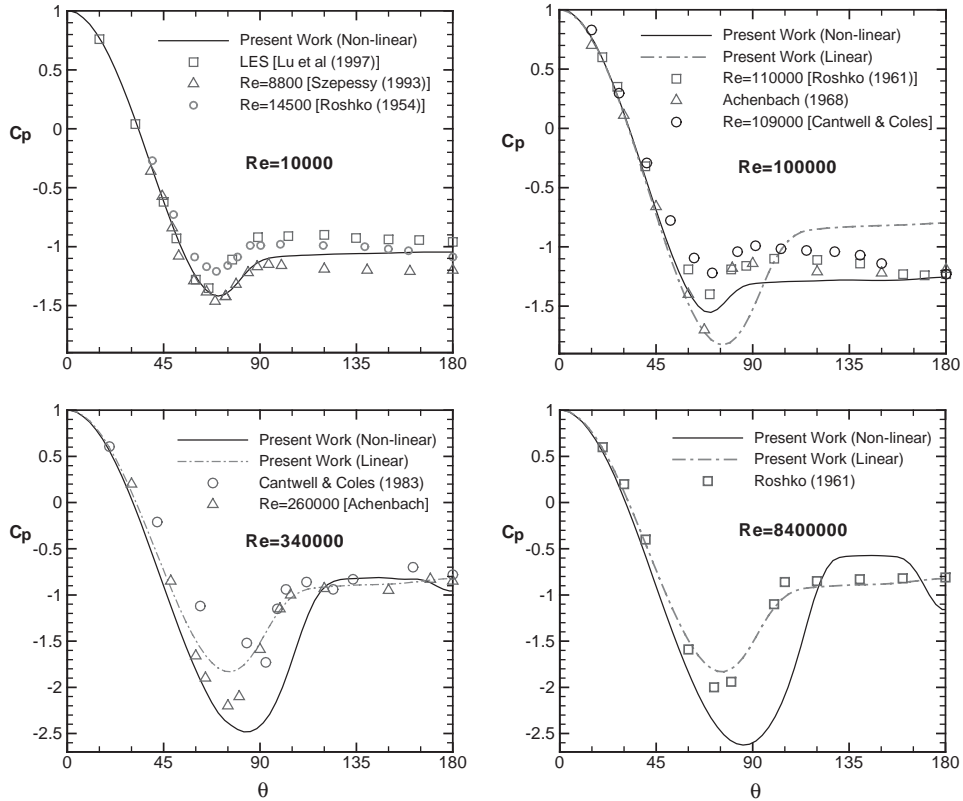 1
0.5
0
-0.5
-1
-1.5
Cp
Present Work (Non-linear)
LES [Lu et al (1997)]
Re=8800 [Szepessy (1993)]
Re=14500 [Roshko (1954)]
Re=10000
0 45 90 135 180
1
0.5
0
-0.5
-1
-1.5
Cp
Present Work (Non-linear)
Present Work (Linear)
Re=110000 [Roshko (1961)]
Achenbach (1968)
Re=109000 [Cantwell & Coles]
Re=100000
0 45 90 135 180
1
0.5
0
-0.5
-1
-1.5
-2
-2.5
Cp
Present Work (Non-linear)
Present Work (Linear)
Cantwell & Coles (1983)
Re=260000 [Achenbach]
Re=340000
0 45 90 135 180
θ
1
0.5
0
-0.5
-1
-1.5
-2
-2.5
Cp
Present Work (Non-linear)
Present Work (Linear)
Roshko (1961)
Re=8400000
0 45 90 135 180
θ